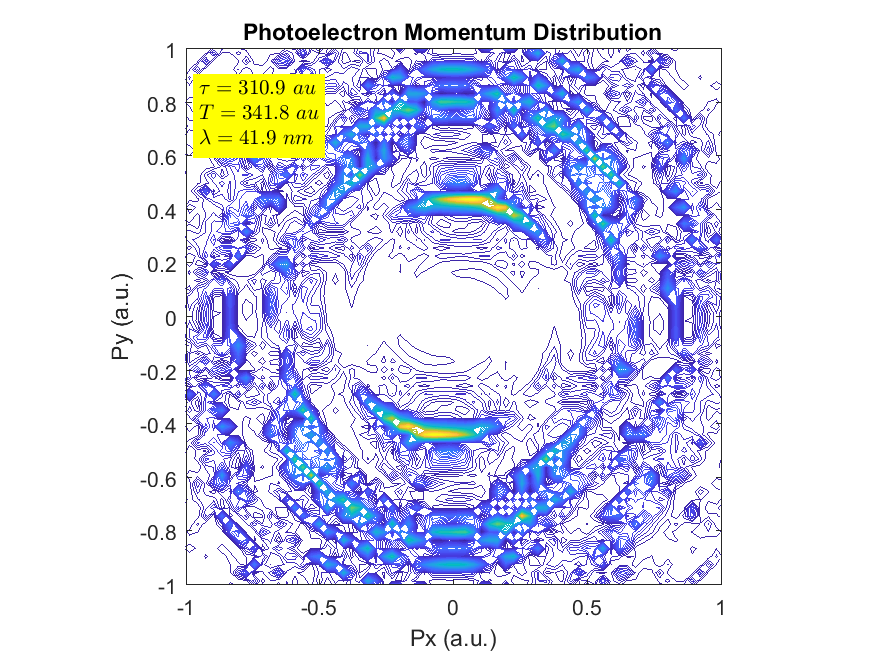 Photoelectron Momentum Distribution
τ = 310.9 au
T = 341.8 au
λ = 41.9 nm
1
0.8
0.6
0.4
0.2
0
-0.2
-0.4
-0.6
-0.8
-1
Py (a.u.)
-1 -0.5 0 0.5 1
Px (a.u.)